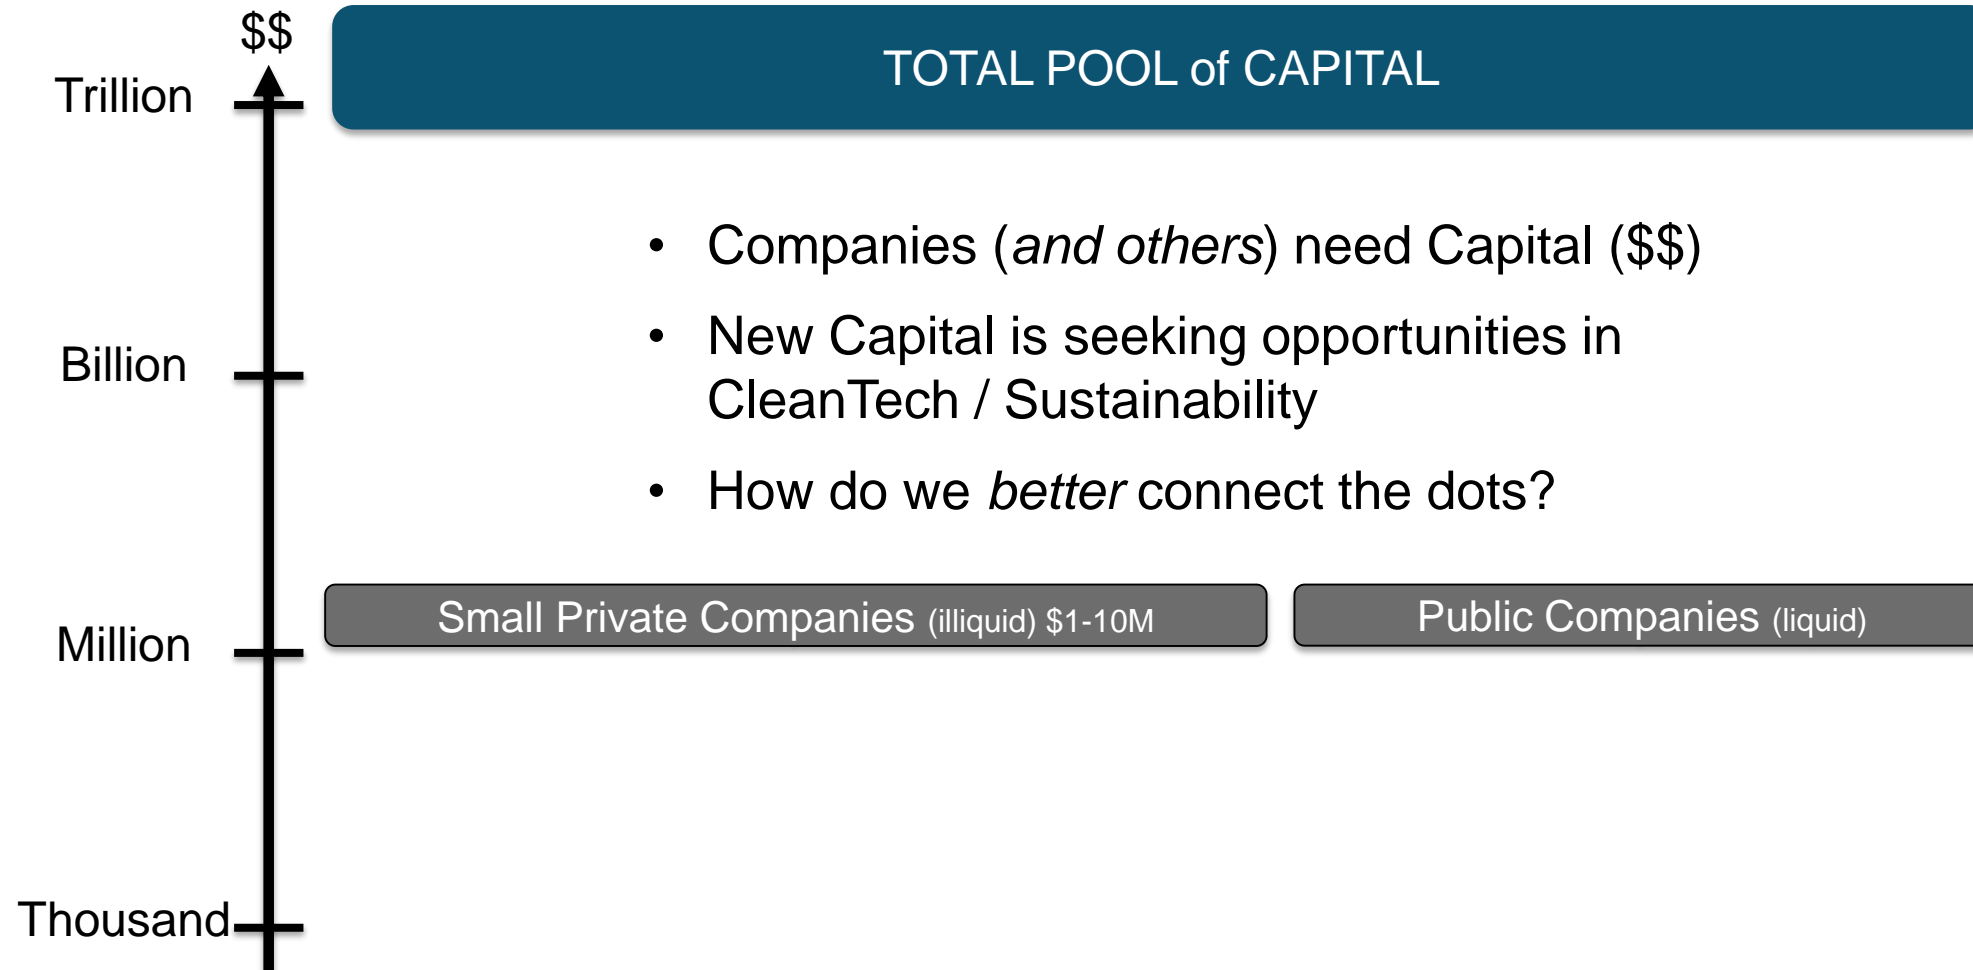 $$
TOTAL POOL of CAPITAL
Trillion
• Companies (and others) need Capital ($$)
• New Capital is seeking opportunities in
CleanTech / Sustainability
Billion
• How do we better connect the dots?
Small Private Companies (illiquid) $1-10M
Public Companies (liquid)
Million
Thousand